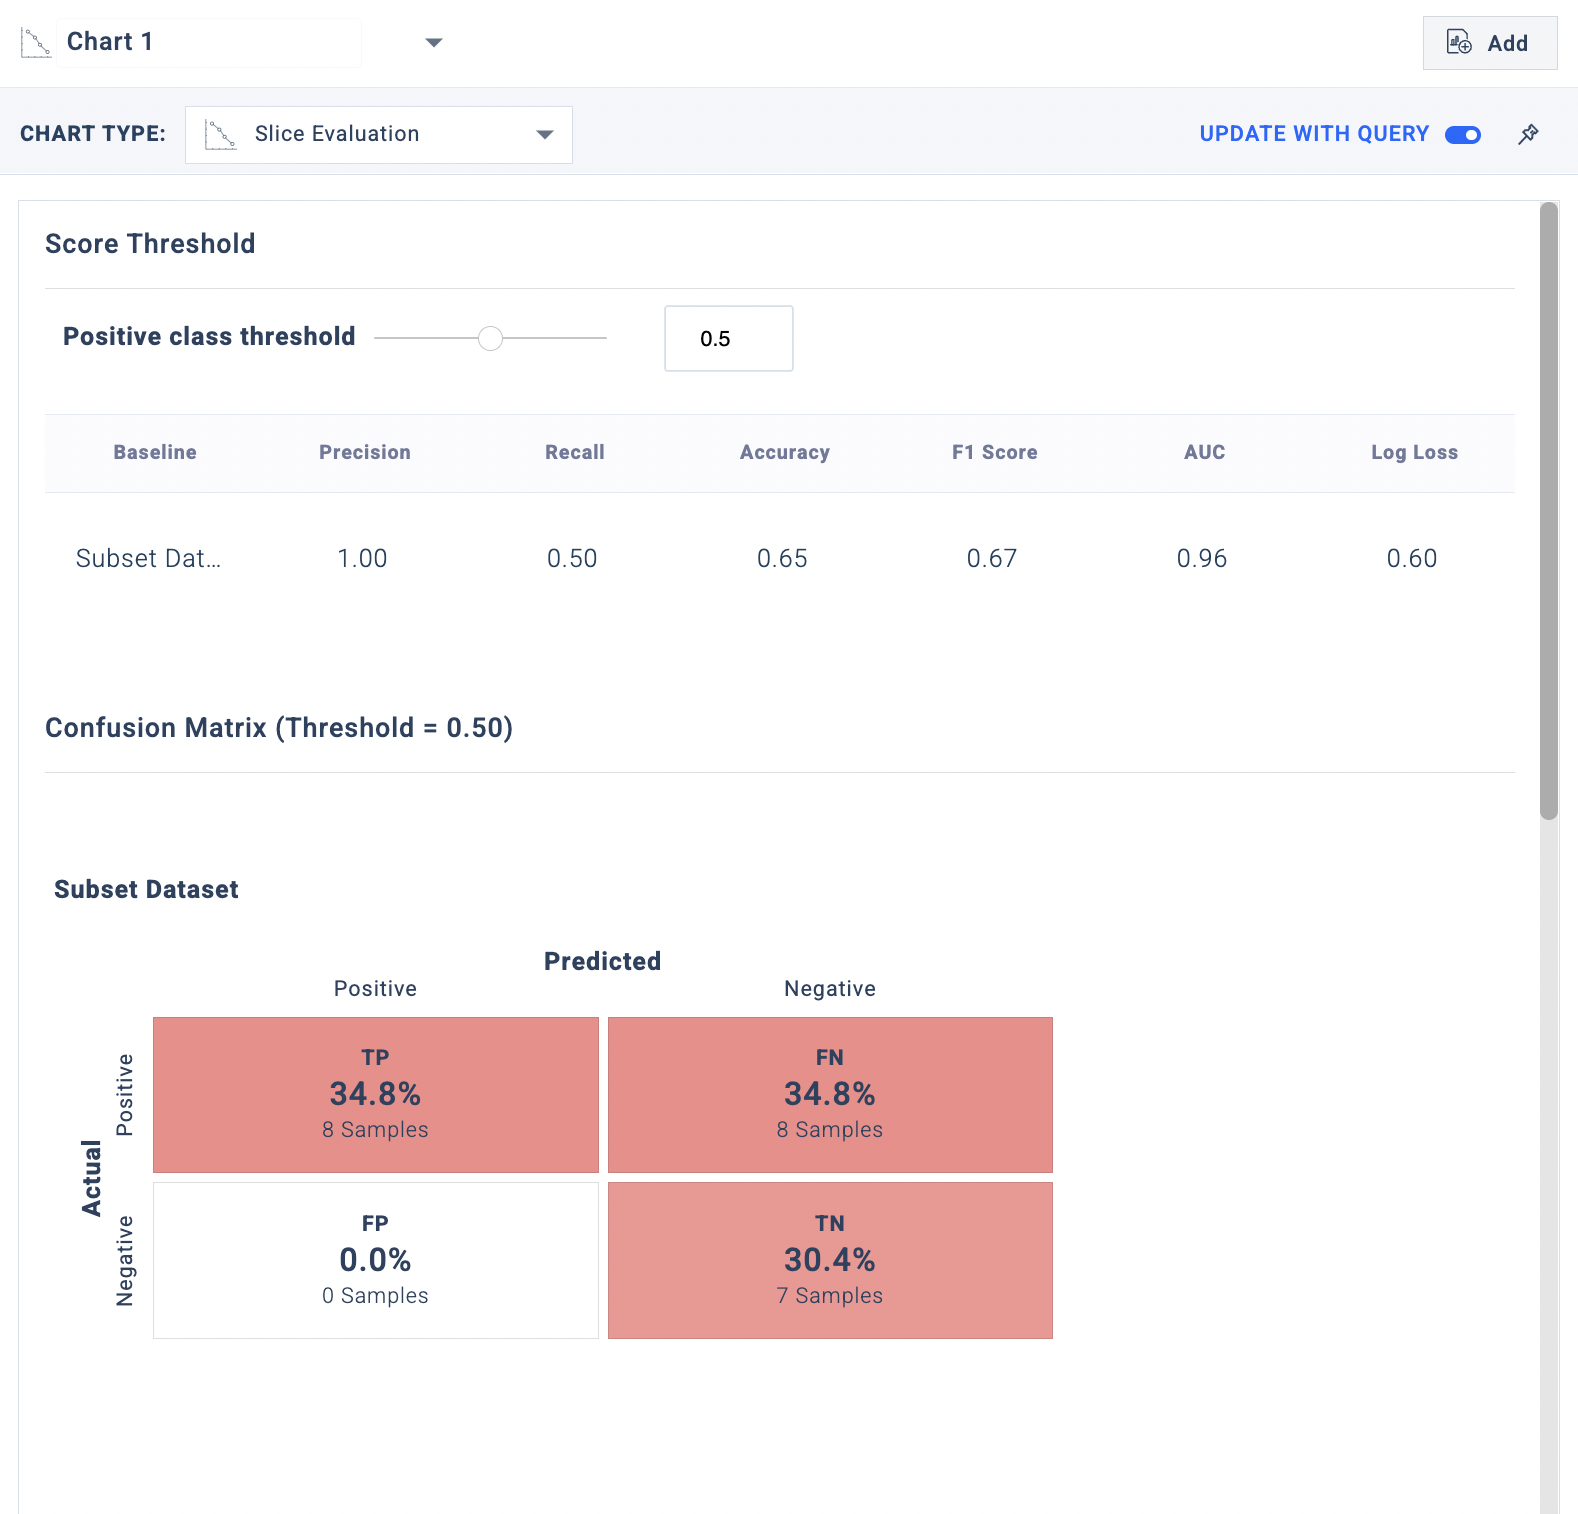 Chart 1
Add
CHART TYPE:
Slice Evaluation
UPDATE WITH QUERY
Score Threshold
Positive class threshold
0.5
Baseline Precision Recall Accuracy F1 Score AUC Log Loss
Subset Dat... 1.00 0.50 0.65 0.67 0.96 0.60
Confusion Matrix (Threshold = 0.50)
Subset Dataset
Predicted
Positive Negative
Actual
Positive
TP
34.8%
8 Samples
FN
34.8%
8 Samples
Negative
FP
0.0%
0 Samples
TN
30.4%
7 Samples